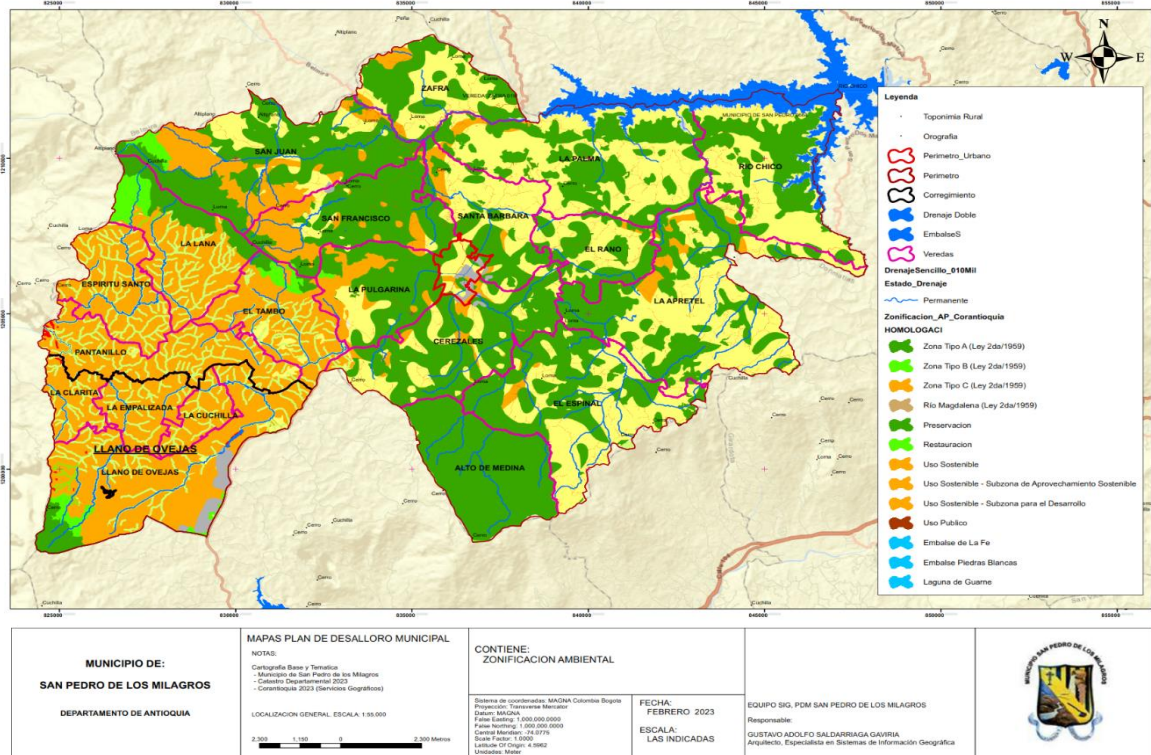 825000 830000 835000 840000 845000 850000 855000
N
W E
S
Leyenda
Toponimia Rural
Orografia
Perimetro_Urbano
Perimetro
Corregimiento
Drenaje Doble
EmbalseS
Veredas
DrenajeSencillo_010Mil
Estado_Drenaje
Permanente
Zonificacion_AP_Corantioquia
HOMOLOGACI
Zona Tipo A (Ley 2da/1959)
Zona Tipo B (Ley 2da/1959)
Zona Tipo C (Ley 2da/1959)
Río Magdalena (Ley 2da/1959)
Preservacion
Restauracion
Uso Sostenible
Uso Sostenible - Subzona de Aprovechamiento Sostenible
Uso Sostenible - Subzona para el Desarrollo
Uso Publico
Embalse de La Fe
Embalse Piedras Blancas
Laguna de Guarne
ZAFRA
SAN JUAN
LA PALMA
RIO CHICO
SAN FRANCISCO
SANTA BARBARA
LA LANA
EL RANO
ESPIRITU SANTO
LA PULGARINA
LA APRETEL
EL TAMBO
CEREZALES
PANTANILLO
LA CLARITA
LA EMPALIZADA
LA CUCHILLA
EL ESPINAL
LLANO DE OVEJAS
ALTO DE MEDINA
LLANO DE OVEJAS
825000 830000 835000 840000 845000 850000 855000
MUNICIPIO DE:
SAN PEDRO DE LOS MILAGROS
DEPARTAMENTO DE ANTIOQUIA
MAPAS PLAN DE DESALLORO MUNICIPAL
NOTAS:
Cartografia Base y Tematica
- Municipio de San Pedro de los Milagros
- Catastro Departamental 2023
- Corantioquia 2023 (Servicios Gográficos)
LOCALIZACIÓN GENERAL. ESCALA: 1:55,000
2,300 1,150 0 2,300 Metros
CONTIENE:
ZONIFICACION AMBIENTAL
Sistema de coordenadas: MAGNA Colombia Bogota
Proyección: Transverse Mercator
Datum: MAGNA
False Easting: 1,000,000.0000
False Northing: 1,000,000.0000
Central Meridian: -74.0775
Scale Factor: 1.0000
Latitude Of Origin: 4.5962
Unidades: Meter
FECHA:
FEBRERO 2023
ESCALA:
LAS INDICADAS
EQUIPO SIG, PDM SAN PEDRO DE LOS MILAGROS
Responsable:
GUSTAVO ADOLFO SALDARRIAGA GAVIRIA
Arquitecto, Especialista en Sistemas de Información Geográfica
MUNICIPIO SAN PEDRO DE LOS MILAGROS